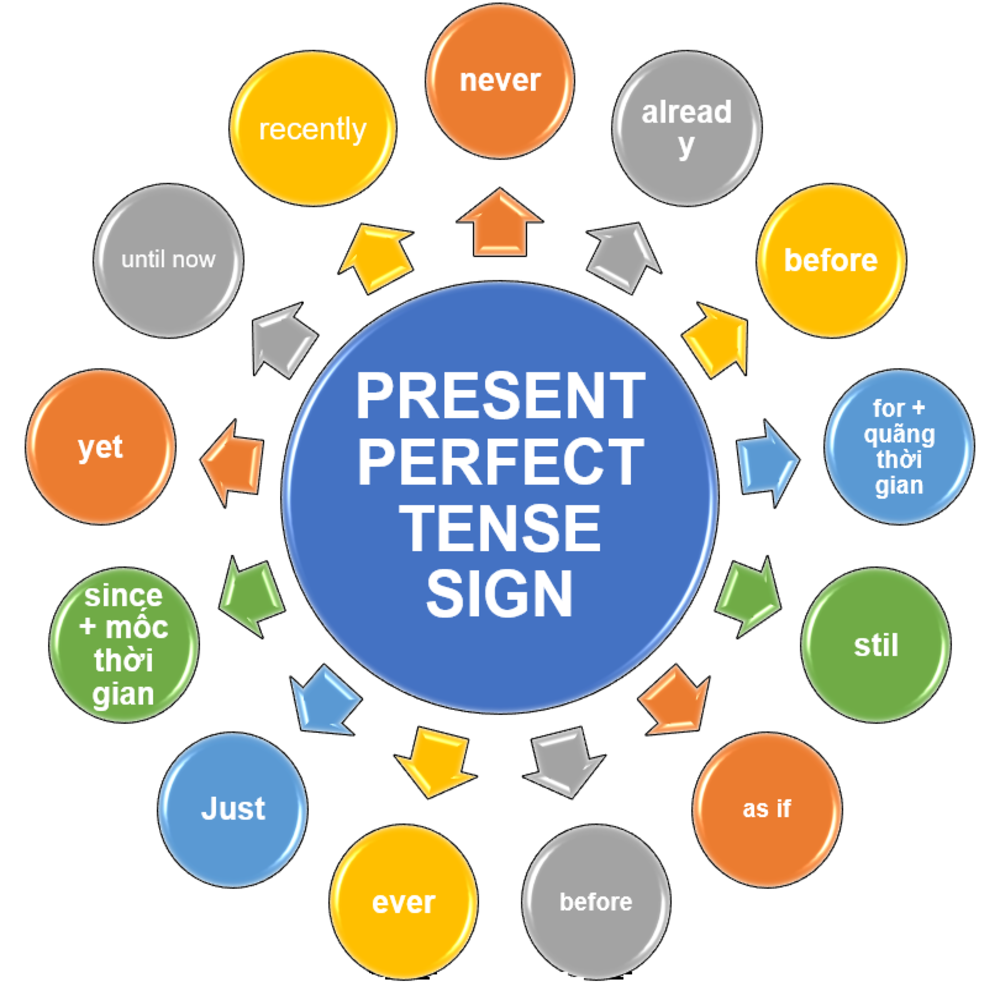 PRESENT
PERFECT
TENSE
SIGN
never
alread
y
before
for +
quãng
thời
gian
stil
as if
before
ever
Just
since
+ mốc
thời
gian
yet
until now
recently